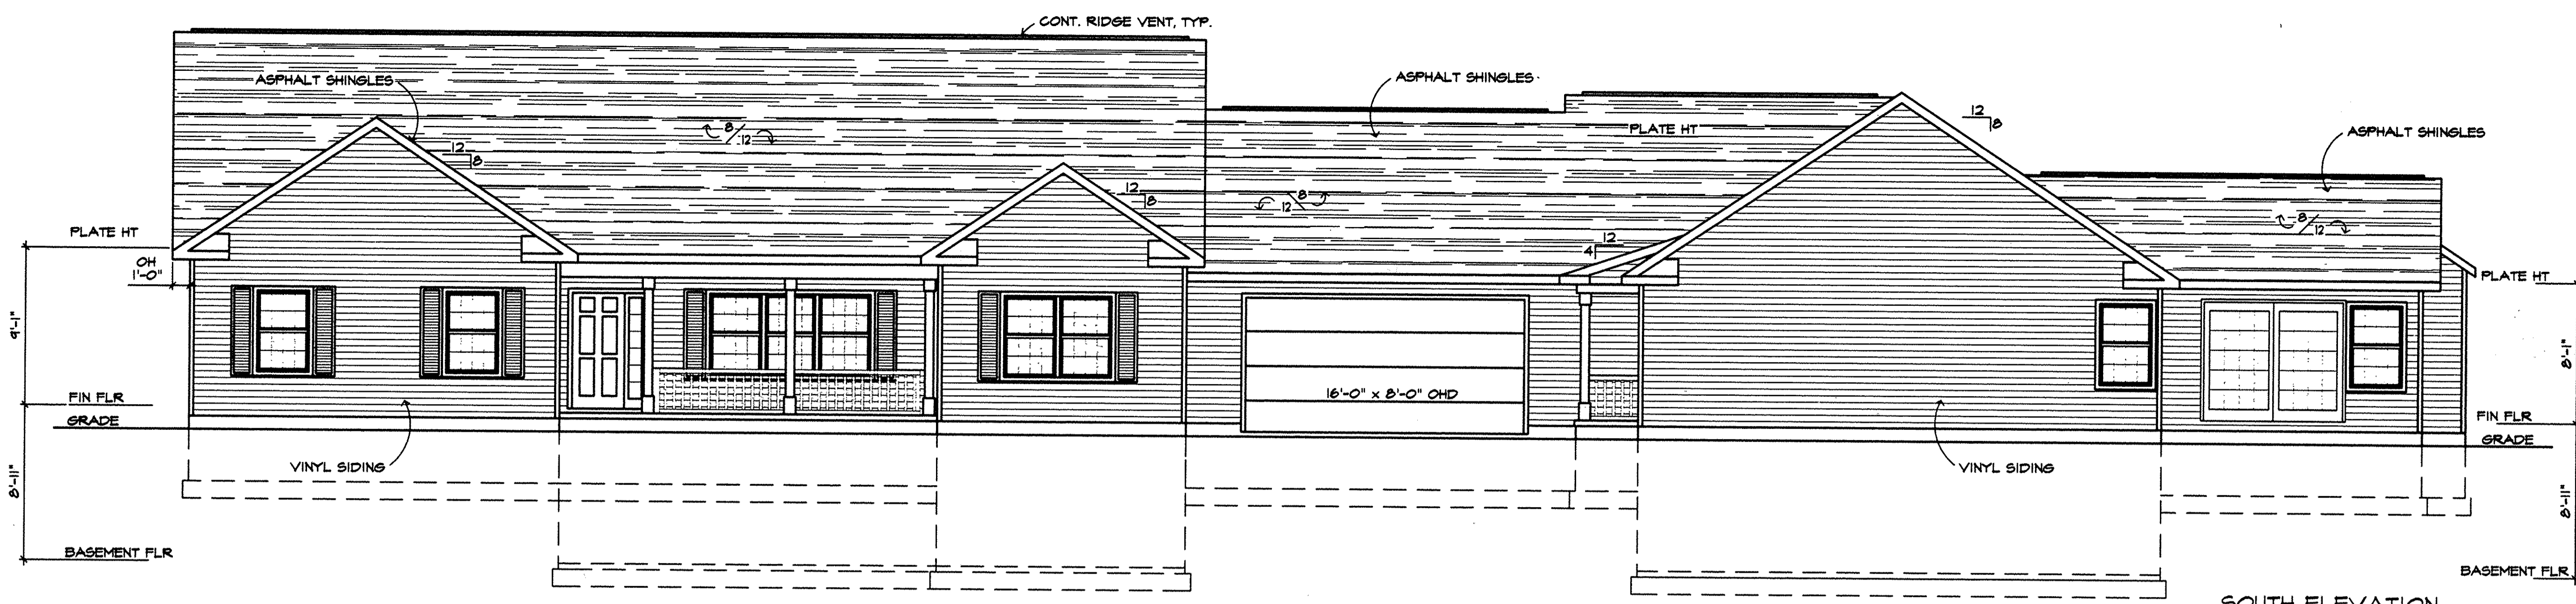 CONT. RIDGE VENT, TYP.
ASPHALT SHINGLES
ASPHALT SHINGLES
PLATE HT
ASPHALT SHINGLES
8
12
12
8
12
8
12
8
8
12
8
12
12
4
PLATE HT
OH
1'-0"
9'-1"
FIN FLR
GRADE
8'-11"
BASEMENT FLR
VINYL SIDING
16'-0" x 8'-0" OHD
VINYL SIDING
PLATE HT
8'-1"
FIN FLR
GRADE
8'-11"
BASEMENT FLR
SOUTH ELEVATION